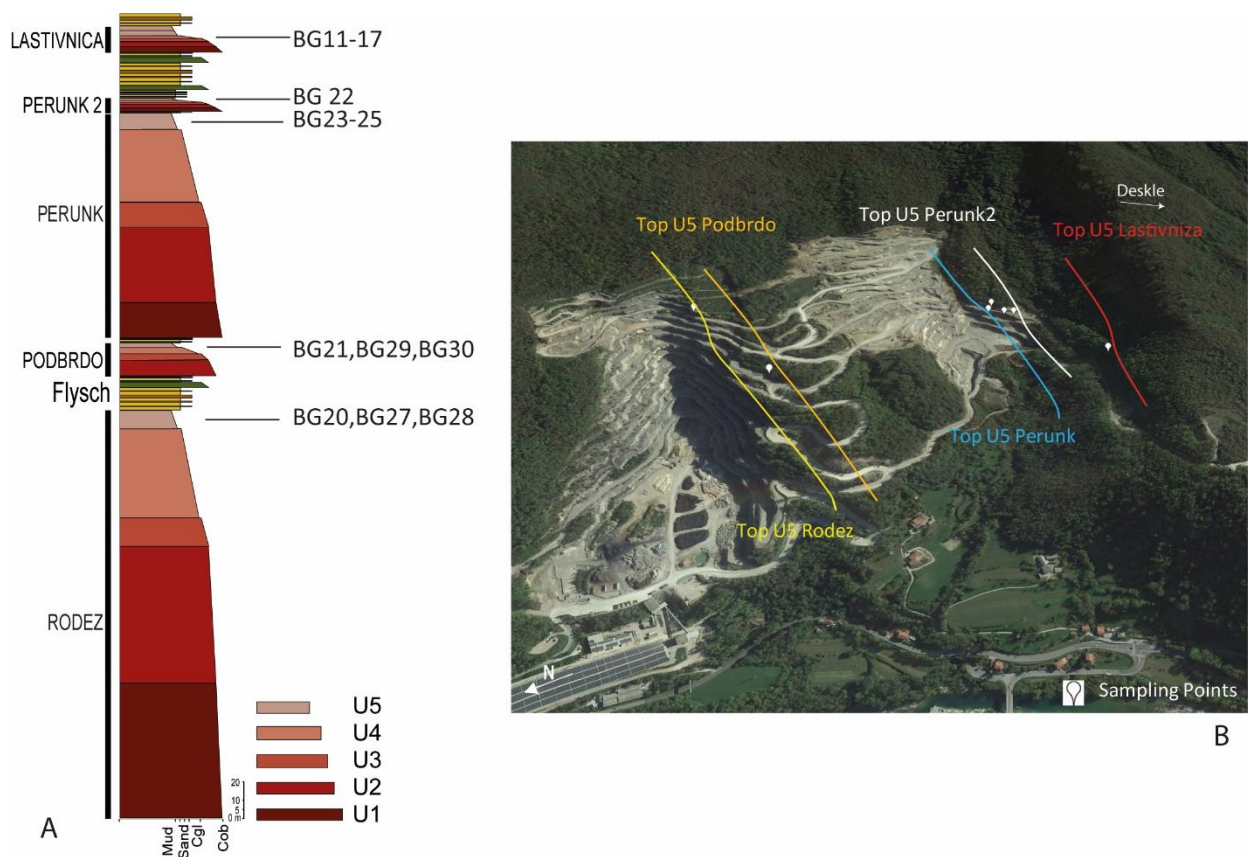 LASTIVNICA
BG11-17
PERUNK 2
BG 22
BG23-25
PERUNK
PODBRDO
BG21,BG29,BG30
Flysch
BG20,BG27,BG28
RODEZ
U5
U4
U3
U2
U1
20
10
5
0 m
Mud
Sand
Cgl
Cob
A
Deskle
Top U5 Perunk2
Top U5 Podbrdo
Top U5 Lastivniza
Top U5 Perunk
Top U5 Rodez
N
Sampling Points
B